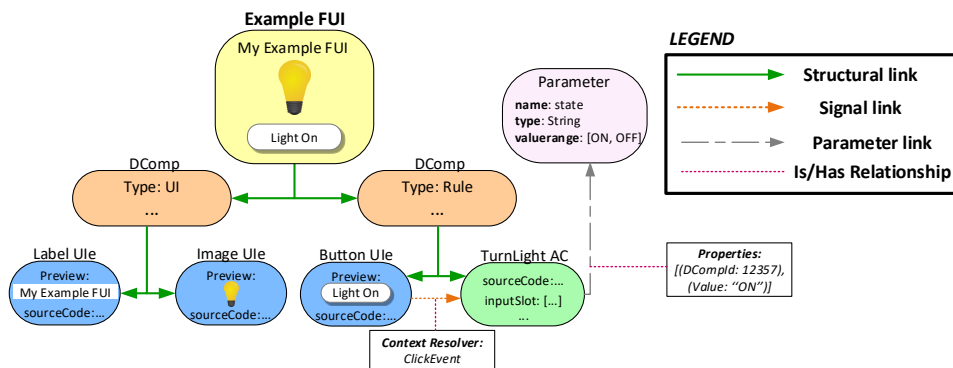 Example FUI
My Example FUI
Light On
DComp
Type: UI
...
DComp
Type: Rule
...
Label UIe
Preview:
My Example FUI
sourceCode:...
Image UIe
Preview:
sourceCode:...
Button UIe
Preview:
Light On
sourceCode:...
TurnLight AC
sourceCode:...
inputSlot: [...]
...
Context Resolver:
ClickEvent
Parameter
name: state
type: String
valuerange: [ON, OFF]
Properties:
[(DCompId: 12357),
(Value: “ON”)]
LEGEND
Structural link
Signal link
Parameter link
Is/Has Relationship